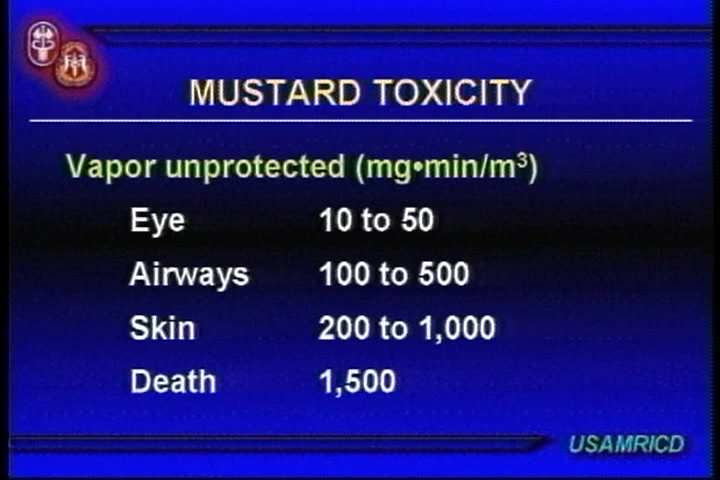 MUSTARD TOXICITY
Vapor unprotected (mg•min/m³)
Eye 10 to 50
Airways 100 to 500
Skin 200 to 1,000
Death 1,500
USAMRICD